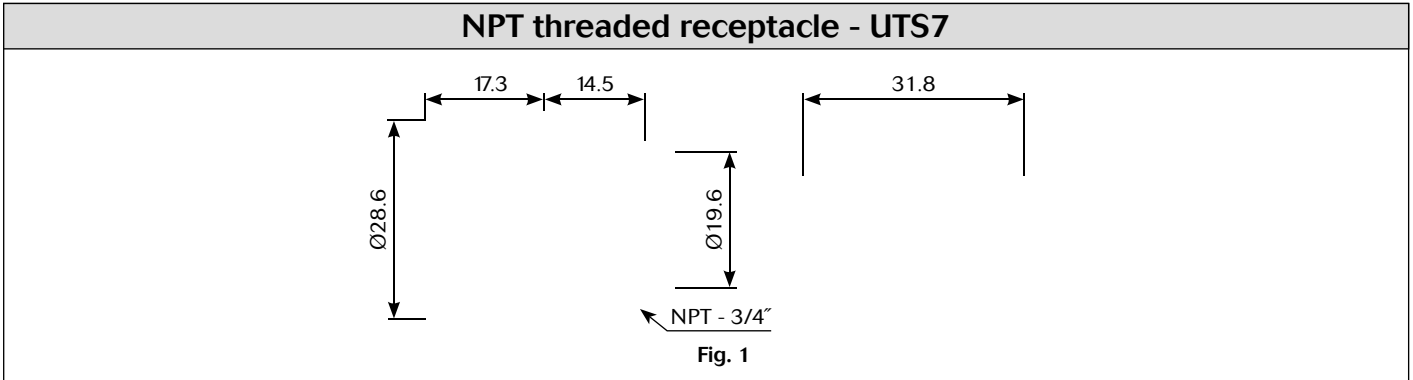 NPT threaded receptacle - UTS7
17.3
14.5
31.8
Ø28.6
Ø19.6
NPT - 3/4″
Fig. 1